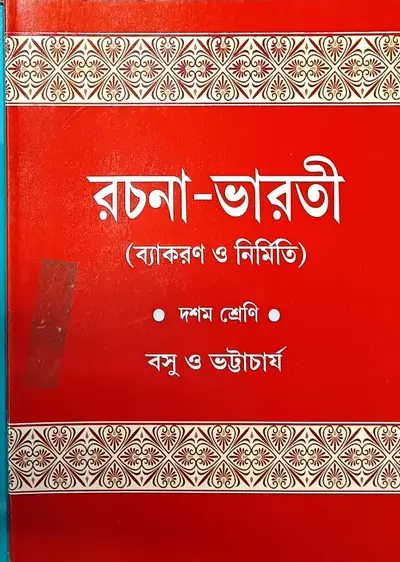 রচনা-ভারতী
(ব্যাকরণ ও নির্মিতি)
● দশম শ্রেণি ●
বসু ও ভট্টাচার্য